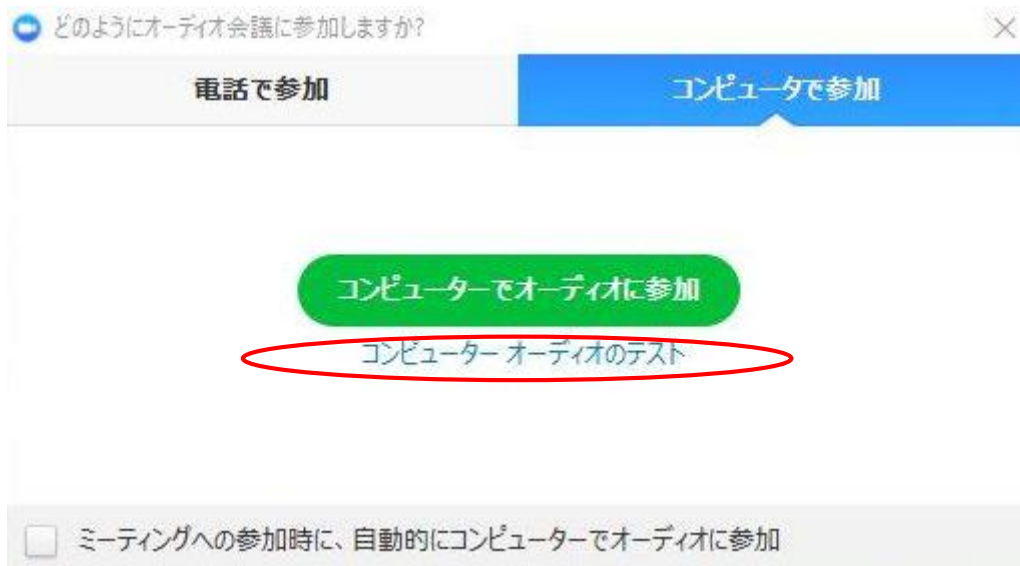 どのようにオーディオ会議に参加しますか?
電話で参加
コンピュータで参加
コンピューターでオーディオに参加
コンピューター オーディオのテスト
ミーティングへの参加時に、自動的にコンピューターでオーディオに参加